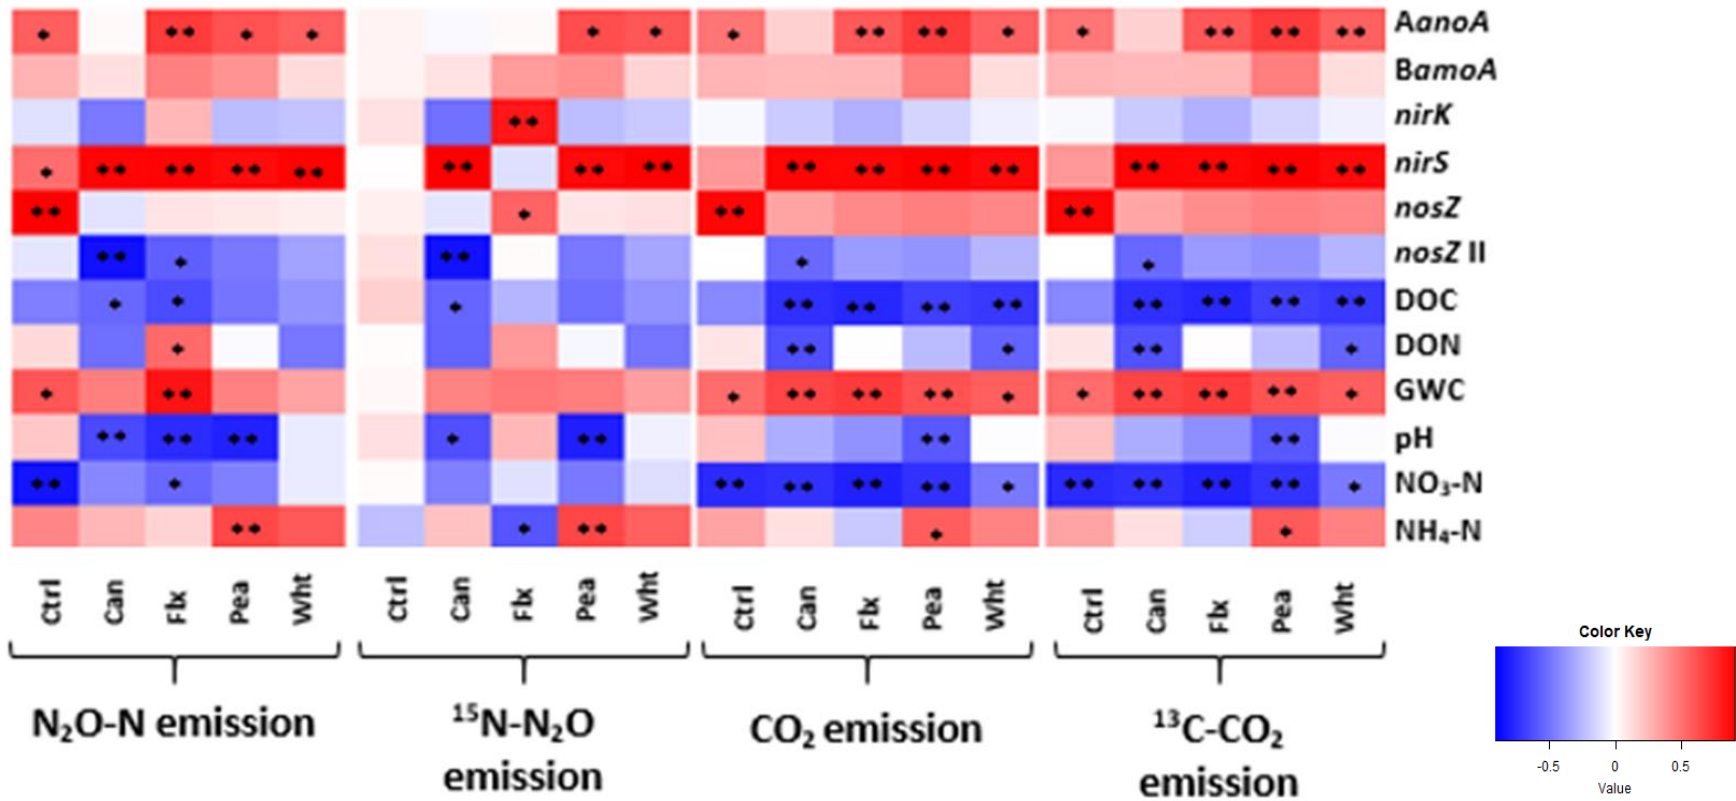 AanoA
BamoA
nirK
nirS
nosZ
nosZ II
DOC
DON
GWC
pH
NO₃-N
NH₄-N
Ctrl Can Flx Pea Wht Ctrl Can Flx Pea Wht Ctrl Can Flx Pea Wht Ctrl Can Flx Pea Wht
N₂O-N emission
¹⁵N-N₂O
emission
CO₂ emission
¹³C-CO₂
emission
Color Key
-0.5 0 0.5
Value